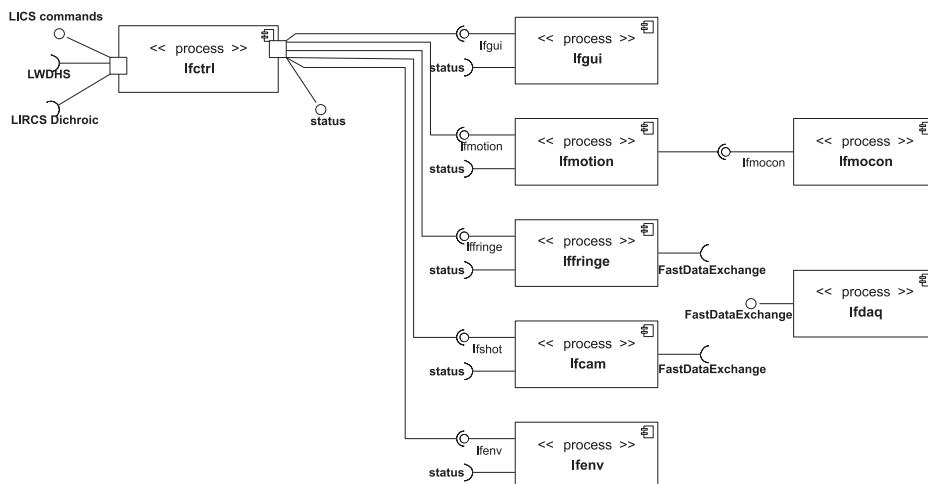 LICS commands
<< process >>
lfctrl
LWDHS
LIRCS Dichroic
status
lfgui
status
<< process >>
lfgui
lfmotion
status
<< process >>
lfmotion
lfmocon
<< process >>
lfmocon
lffringe
status
<< process >>
lffringe
FastDataExchange
FastDataExchange
<< process >>
lfdaq
lfshot
status
<< process >>
lfcam
FastDataExchange
lfenv
status
<< process >>
lfenv